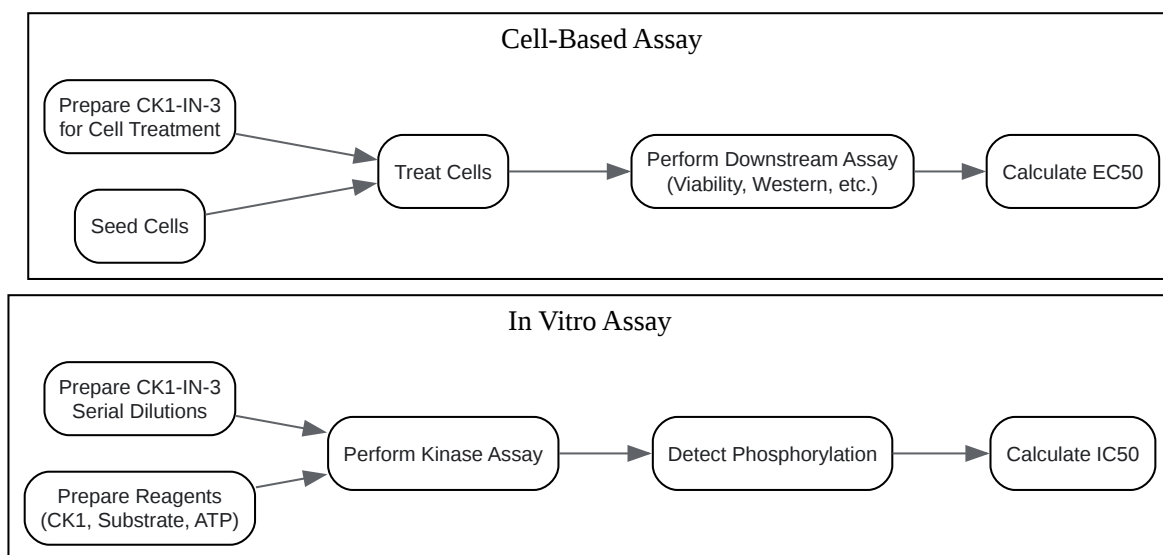 Cell-Based Assay
Prepare CK1-IN-3
for Cell Treatment
Seed Cells
Treat Cells
Perform Downstream Assay
(Viability, Western, etc.)
Calculate EC50
In Vitro Assay
Prepare CK1-IN-3
Serial Dilutions
Prepare Reagents
(CK1, Substrate, ATP)
Perform Kinase Assay
Detect Phosphorylation
Calculate IC50